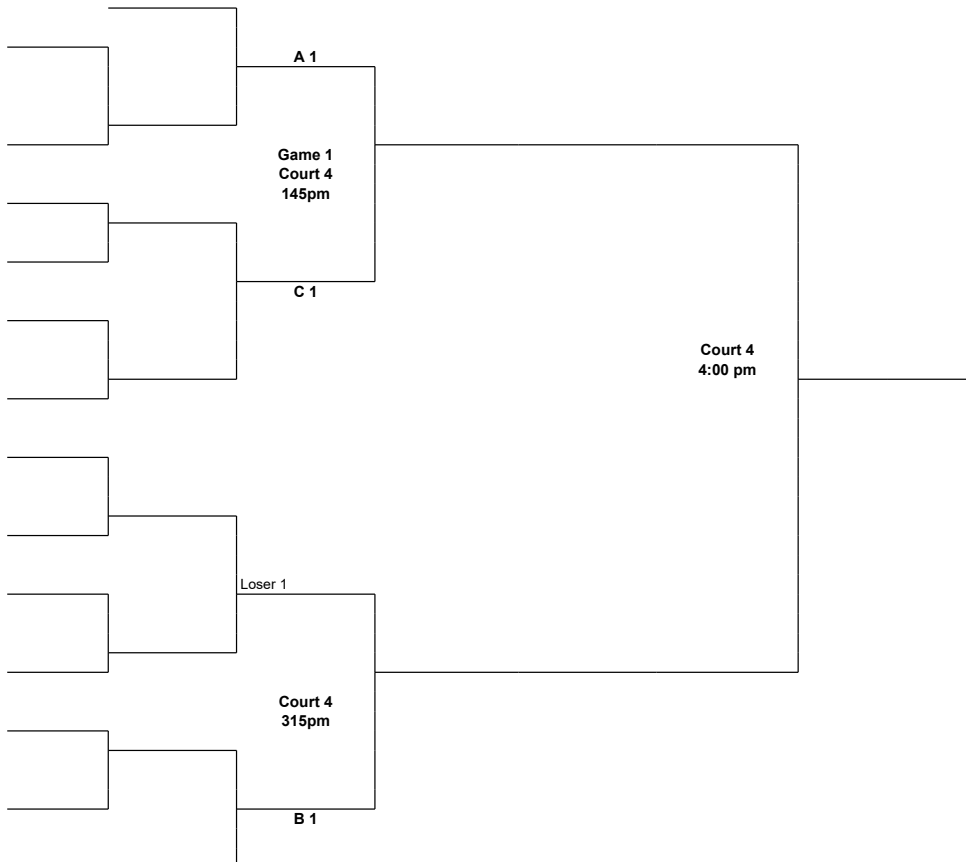 A 1
Game 1
Court 4
145pm
C 1
Court 4
4:00 pm
Loser 1
Court 4
315pm
B 1